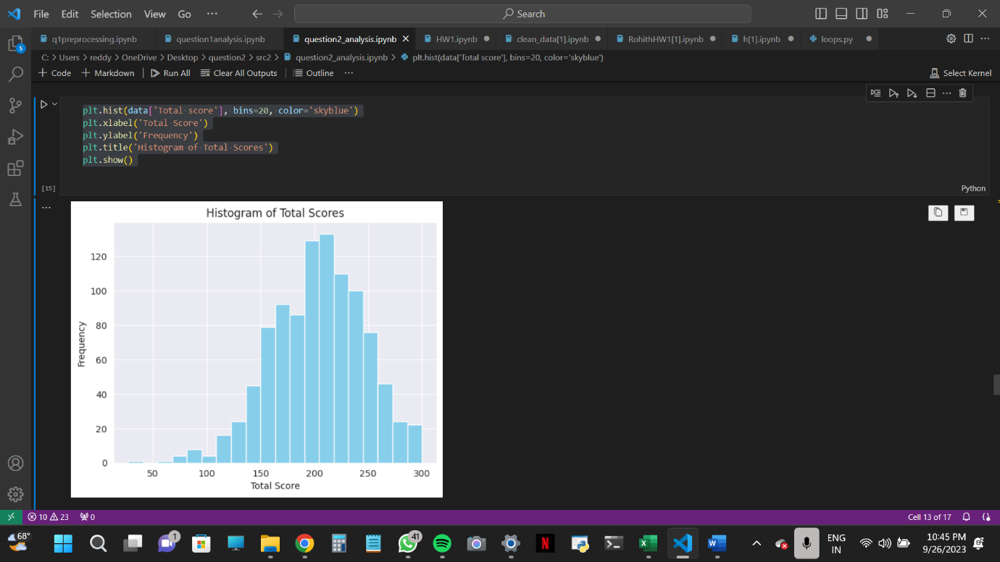 File Edit Selection View Go ··· Search
q1preprocessing.ipynb question1analysis.ipynb question2_analysis.ipynb HW1.ipynb clean_data[1].ipynb RohithHW1[1].ipynb h[1].ipynb loops.py
C: > Users > reddy > OneDrive > Desktop > question2 > src2 > question2_analysis.ipynb > plt.hist(data['Total score'], bins=20, color='skyblue')
+ Code + Markdown | Run All Clear All Outputs | Outline ··· Select Kernel
plt.hist(data['Total score'], bins=20, color='skyblue')
plt.xlabel('Total Score')
plt.ylabel('Frequency')
plt.title('Histogram of Total Scores')
plt.show()
[15] Python
Histogram of Total Scores
120
100
80
60
40
20
0
Frequency
50 100 150 200 250 300
Total Score
10 23 0 Cell 13 of 17
5
68°
1
41
N
ENG
IN
10:45 PM
9/26/2023